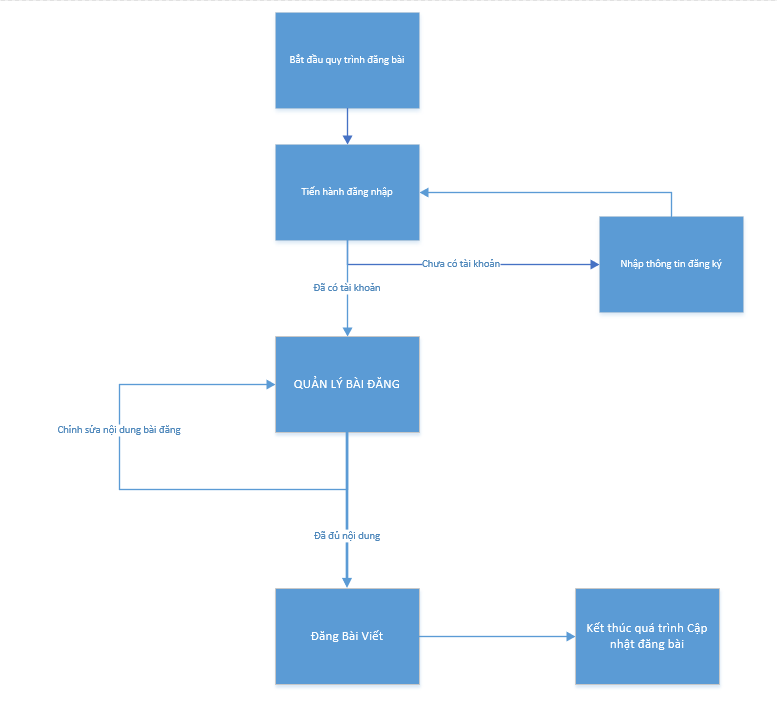 Bắt đầu quy trình đăng bài
Tiến hành đăng nhập
Chưa có tài khoản
Nhập thông tin đăng ký
Đã có tài khoản
QUẢN LÝ BÀI ĐĂNG
Chỉnh sửa nội dung bài đăng
Đã đủ nội dung
Đăng Bài Viết
Kết thúc quá trình Cập
nhật đăng bài